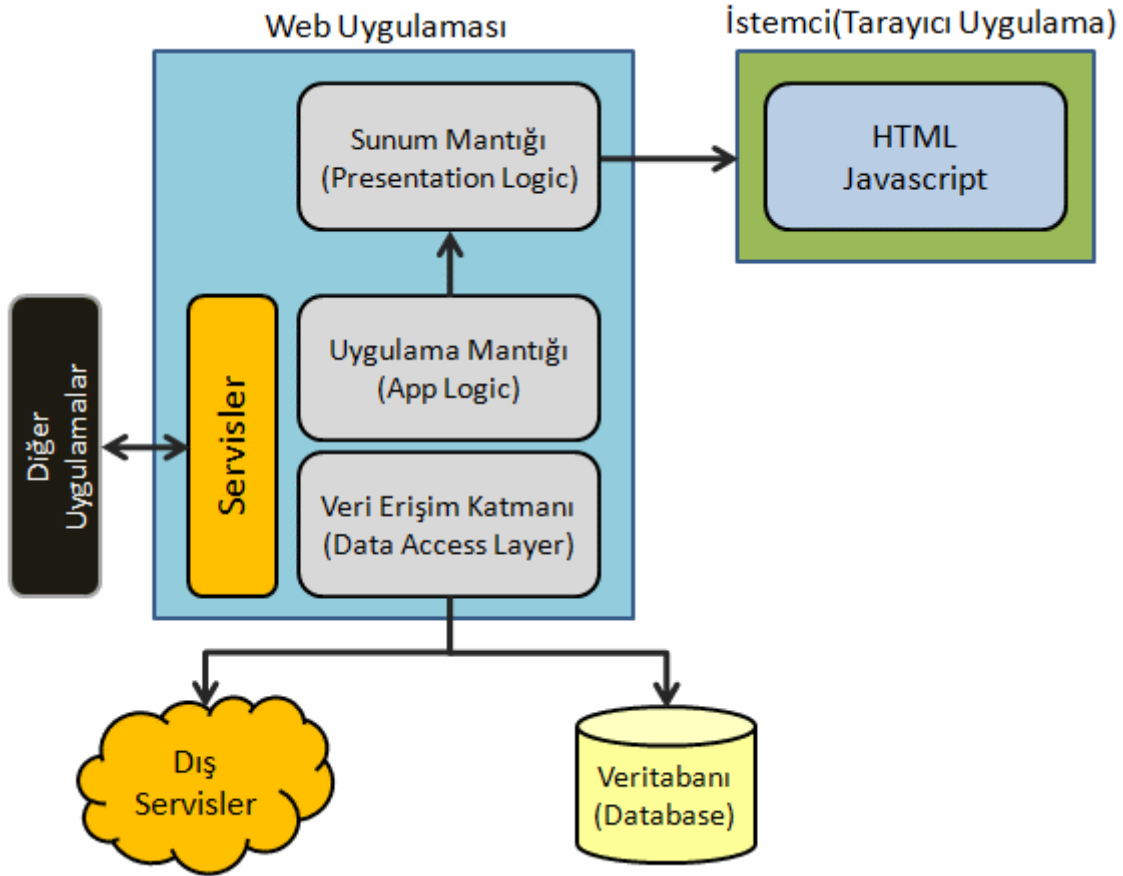 Web Uygulaması
İstemci(Tarayıcı Uygulama)
Sunum Mantığı
(Presentation Logic)
HTML
Javascript
Diğer
Uygulamalar
Servisler
Uygulama Mantığı
(App Logic)
Veri Erişim Katmanı
(Data Access Layer)
Dış
Servisler
Veritabanı
(Database)